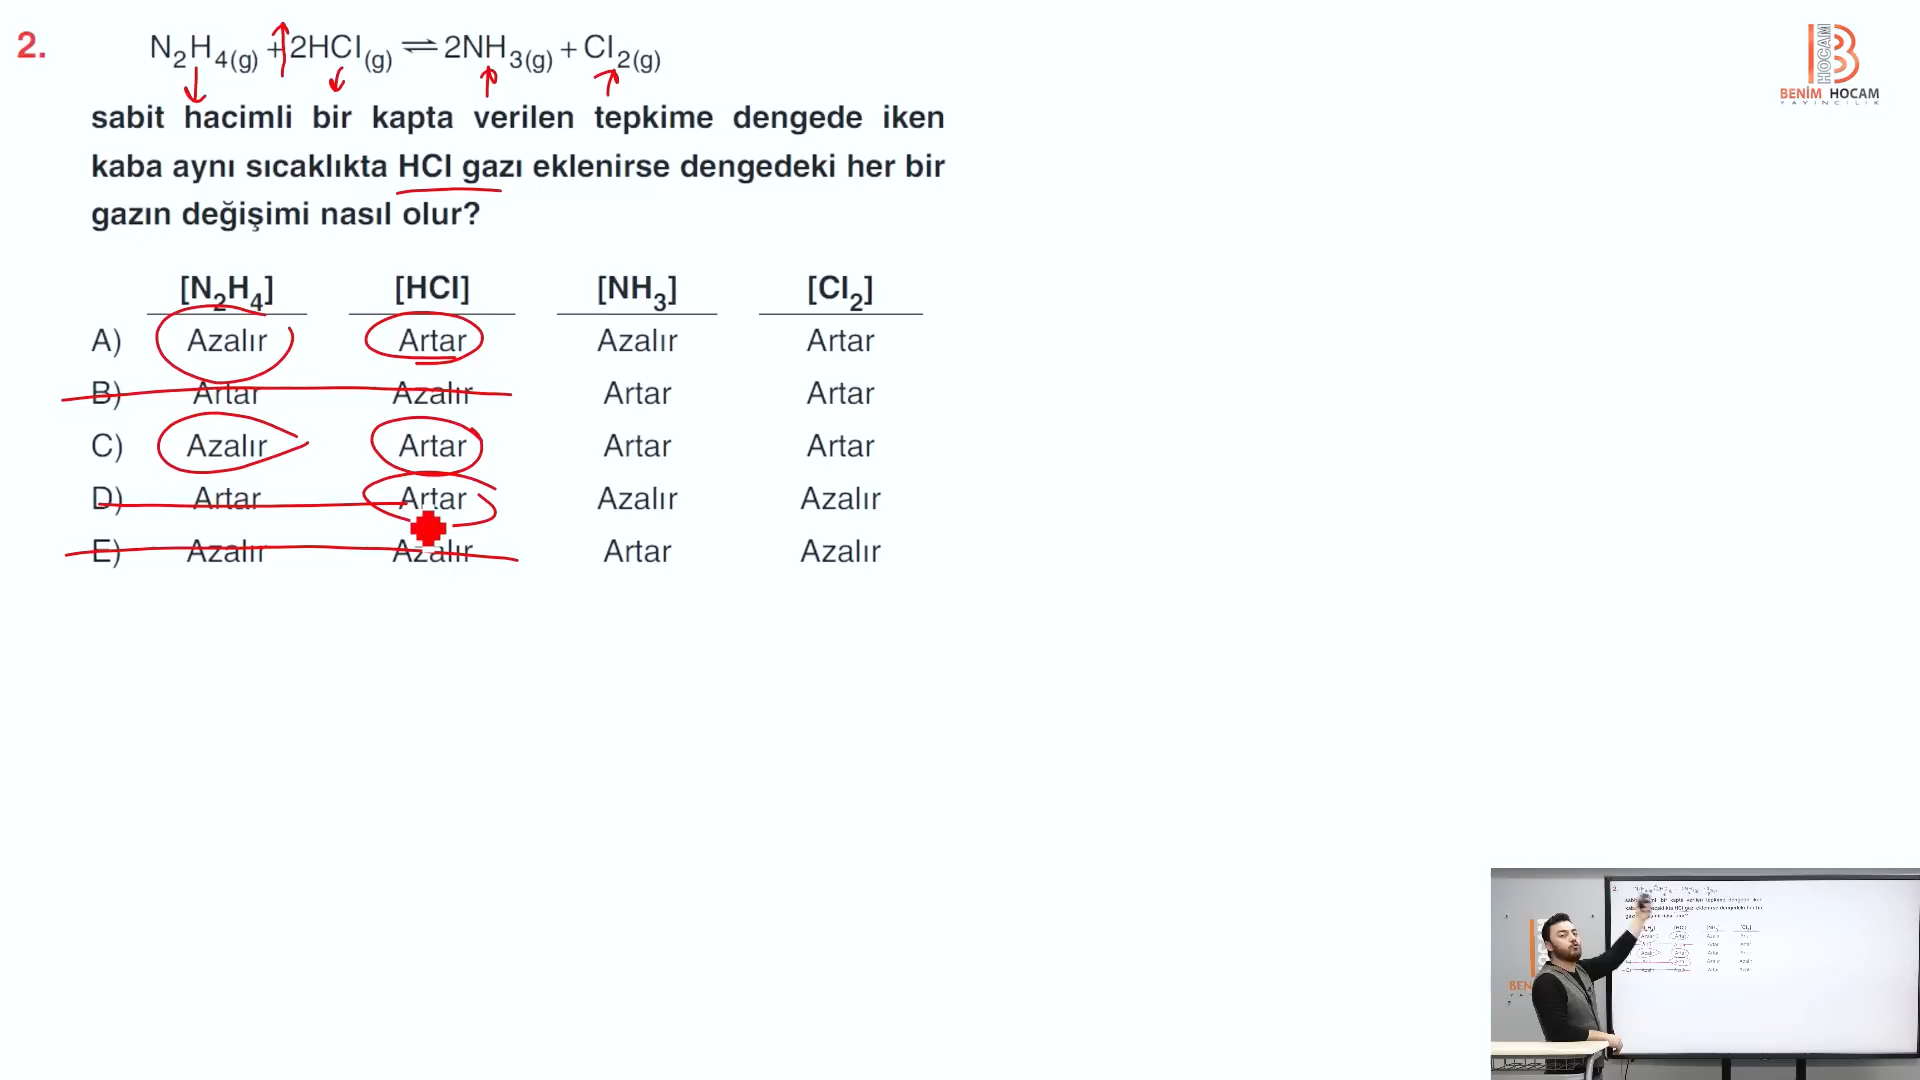 2. N₂H₄(g) + 2HCl(g) ⇌ 2NH₃(g) + Cl₂(g)
sabit hacimli bir kapta verilen tepkime dengede iken
kaba aynı sıcaklıkta HCl gazı eklenirse dengedeki her bir
gazın değişimi nasıl olur?
[N₂H₄] [HCl] [NH₃] [Cl₂]
A) Azalır Artar Azalır Artar
B) Artar Azalır Artar Artar
C) Azalır Artar Artar Artar
D) Artar Artar Azalır Azalır
E) Azalır Azalır Artar Azalır
HOCAM
BENİM HOCAM
YAYINCILIK